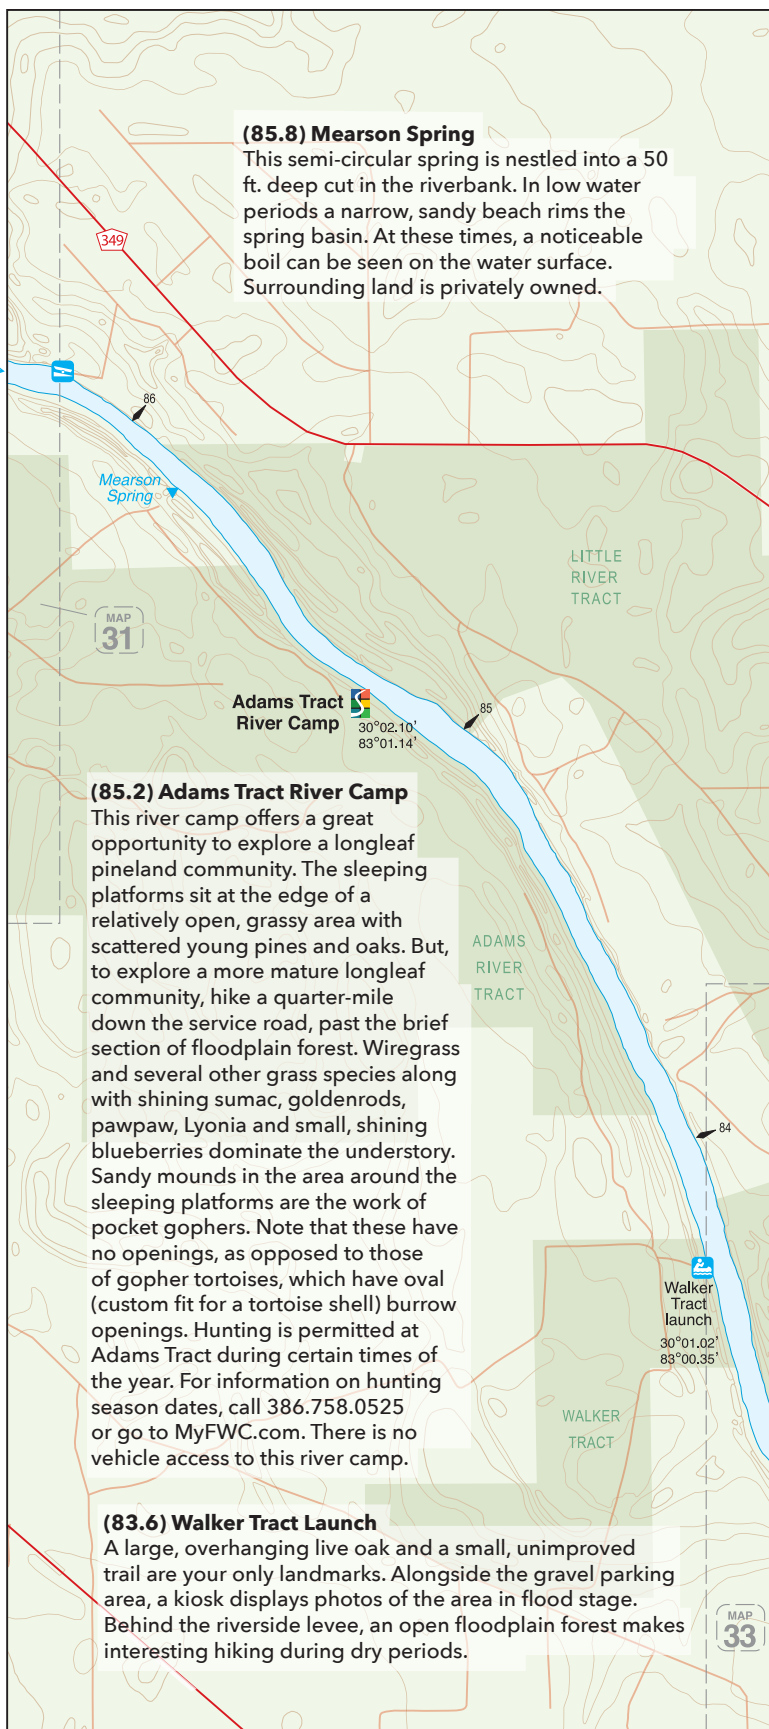 (85.8) Mearson Spring
This semi-circular spring is nestled into a 50
ft. deep cut in the riverbank. In low water
periods a narrow, sandy beach rims the
spring basin. At these times, a noticeable
boil can be seen on the water surface.
Surrounding land is privately owned.
349
86
Mearson
Spring
LITTLE
RIVER
TRACT
MAP
31
Adams Tract
River Camp
30°02.10'
83°01.14'
85
(85.2) Adams Tract River Camp
This river camp offers a great
opportunity to explore a longleaf
pineland community. The sleeping
platforms sit at the edge of a
relatively open, grassy area with
scattered young pines and oaks. But,
to explore a more mature longleaf
community, hike a quarter-mile
down the service road, past the brief
section of floodplain forest. Wiregrass
and several other grass species along
with shining sumac, goldenrods,
pawpaw, Lyonia and small, shining
blueberries dominate the understory.
Sandy mounds in the area around the
sleeping platforms are the work of
pocket gophers. Note that these have
no openings, as opposed to those
of gopher tortoises, which have oval
(custom fit for a tortoise shell) burrow
openings. Hunting is permitted at
Adams Tract during certain times of
the year. For information on hunting
season dates, call 386.758.0525
or go to MyFWC.com. There is no
vehicle access to this river camp.
ADAMS
RIVER
TRACT
84
Walker
Tract
launch
30°01.02'
83°00.35'
WALKER
TRACT
(83.6) Walker Tract Launch
A large, overhanging live oak and a small, unimproved
trail are your only landmarks. Alongside the gravel parking
area, a kiosk displays photos of the area in flood stage.
Behind the riverside levee, an open floodplain forest makes
interesting hiking during dry periods.
MAP
33